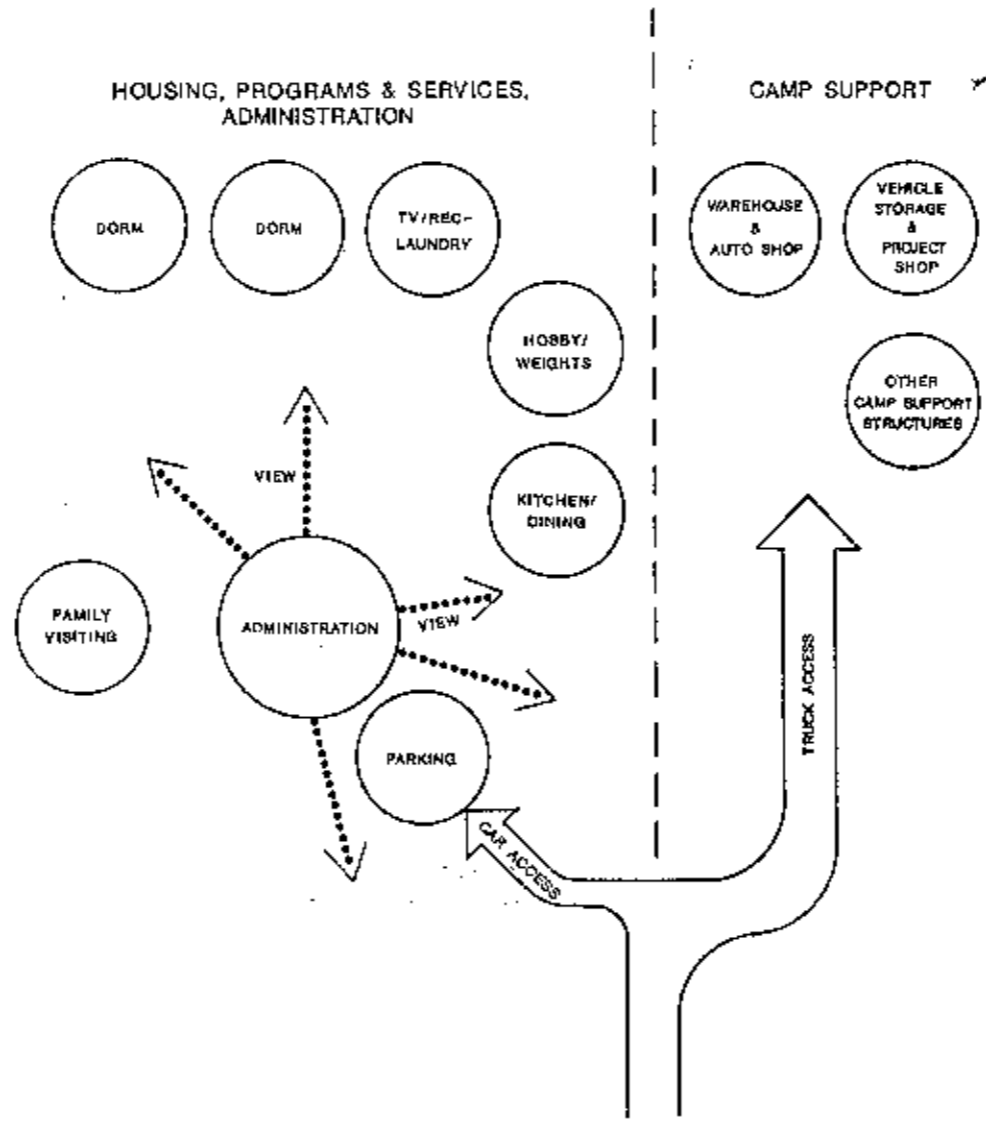 HOUSING, PROGRAMS & SERVICES,
ADMINISTRATION
CAMP SUPPORT
DORM
DORM
TV/REC-
LAUNDRY
WAREHOUSE
&
AUTO SHOP
VEHICLE
STORAGE
&
PROJECT
SHOP
HOBBY/
WEIGHTS
OTHER
CAMP SUPPORT
STRUCTURES
VIEW
KITCHEN/
DINING
FAMILY
VISITING
ADMINISTRATION
VIEW
PARKING
TRUCK ACCESS
CAR ACCESS